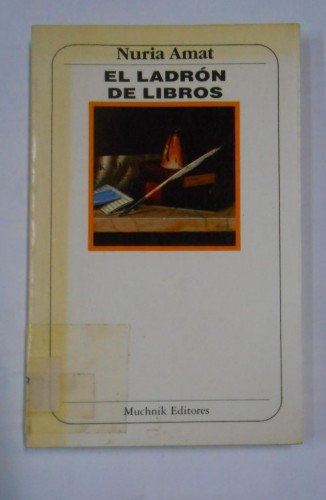 Nuria Amat
EL LADRÓN
DE LIBROS
Muchnik Editores